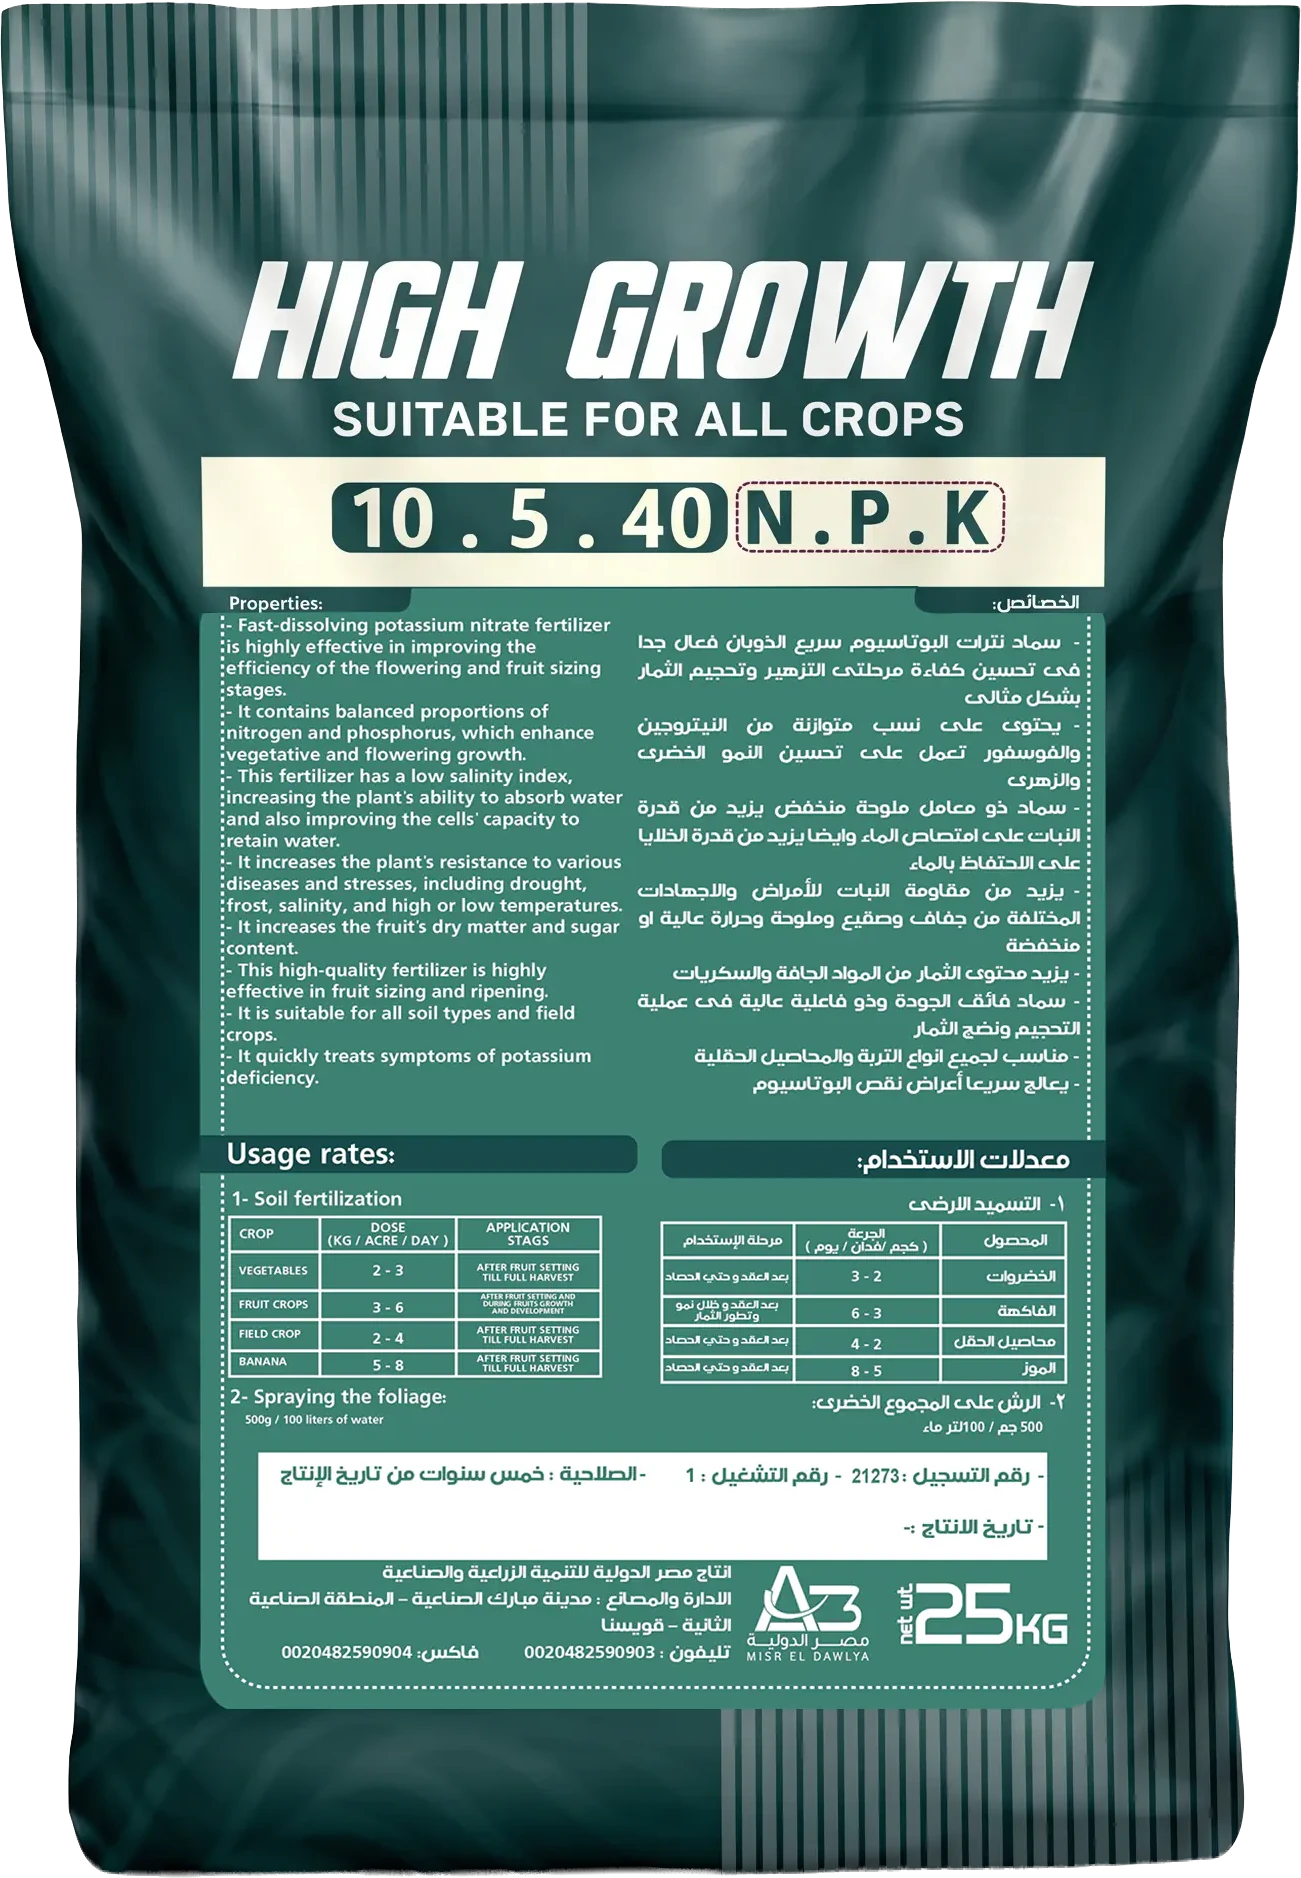 HIGH GROWTH
SUITABLE FOR ALL CROPS
10 . 5 . 40 N . P . K
Properties:
- Fast-dissolving potassium nitrate fertilizer
is highly effective in improving the
efficiency of the flowering and fruit sizing
stages.
- It contains balanced proportions of
nitrogen and phosphorus, which enhance
vegetative and flowering growth.
- This fertilizer has a low salinity index,
increasing the plant's ability to absorb water
and also improving the cells' capacity to
retain water.
- It increases the plant's resistance to various
diseases and stresses, including drought,
frost, salinity, and high or low temperatures.
- It increases the fruit's dry matter and sugar
content.
- This high-quality fertilizer is highly
effective in fruit sizing and ripening.
- It is suitable for all soil types and field
crops.
- It quickly treats symptoms of potassium
deficiency.
الخصائص:
- سماد نترات البوتاسيوم سريع الذوبان فعال جدا
فى تحسين كفاءة مرحلتى التزهير وتحجيم الثمار
بشكل مثالى
- يحتوى على نسب متوازنة من النيتروجين
والفوسفور تعمل على تحسين النمو الخضرى
والزهرى
- سماد ذو معامل ملوحة منخفض يزيد من قدرة
النبات على امتصاص الماء وايضا يزيد من قدرة الخلايا
على الاحتفاظ بالماء
- يزيد من مقاومة النبات للأمراض والاجهادات
المختلفة من جفاف وصقيع وملوحة وحرارة عالية او
منخفضة
- يزيد محتوى الثمار من المواد الجافة والسكريات
- سماد فائق الجودة وذو فاعلية عالية فى عملية
التحجيم ونضج الثمار
- مناسب لجميع انواع التربة والمحاصيل الحقلية
- يعالج سريعا أعراض نقص البوتاسيوم
Usage rates:
1- Soil fertilization
CROP DOSE (KG / ACRE / DAY ) APPLICATION STAGS
VEGETABLES 2 - 3 AFTER FRUIT SETTING TILL FULL HARVEST
FRUIT CROPS 3 - 6 AFTER FRUIT SETTING AND DURING FRUITS GROWTH AND DEVELOPMENT
FIELD CROP 2 - 4 AFTER FRUIT SETTING TILL FULL HARVEST
BANANA 5 - 8 AFTER FRUIT SETTING TILL FULL HARVEST
2- Spraying the foliage:
500g / 100 liters of water
معدلات الاستخدام:
١- التسميد الارضى
المحصول الجرعة ( كجم /فدان / يوم ) مرحلة الإستخدام
الخضروات 2 - 3 بعد العقد و حتي الحصاد
الفاكهة 3 - 6 بعد العقد و خلال نمو وتطور الثمار
محاصيل الحقل 2 - 4 بعد العقد و حتي الحصاد
الموز 5 - 8 بعد العقد و حتي الحصاد
٢- الرش على المجموع الخضرى:
500 جم / 100لتر ماء
- رقم التسجيل : 21273 - رقم التشغيل : 1 -الصلاحية : خمس سنوات من تاريخ الإنتاج
- تاريخ الانتاج :-
انتاج مصر الدولية للتنمية الزراعية والصناعية
الادارة والمصانع : مدينة مبارك الصناعية – المنطقة الصناعية
الثانية – قويسنا
تليفون : 0020482590903 فاكس: 0020482590904
A3
مصر الدولية
MISR EL DAWLYA
net wt 25KG